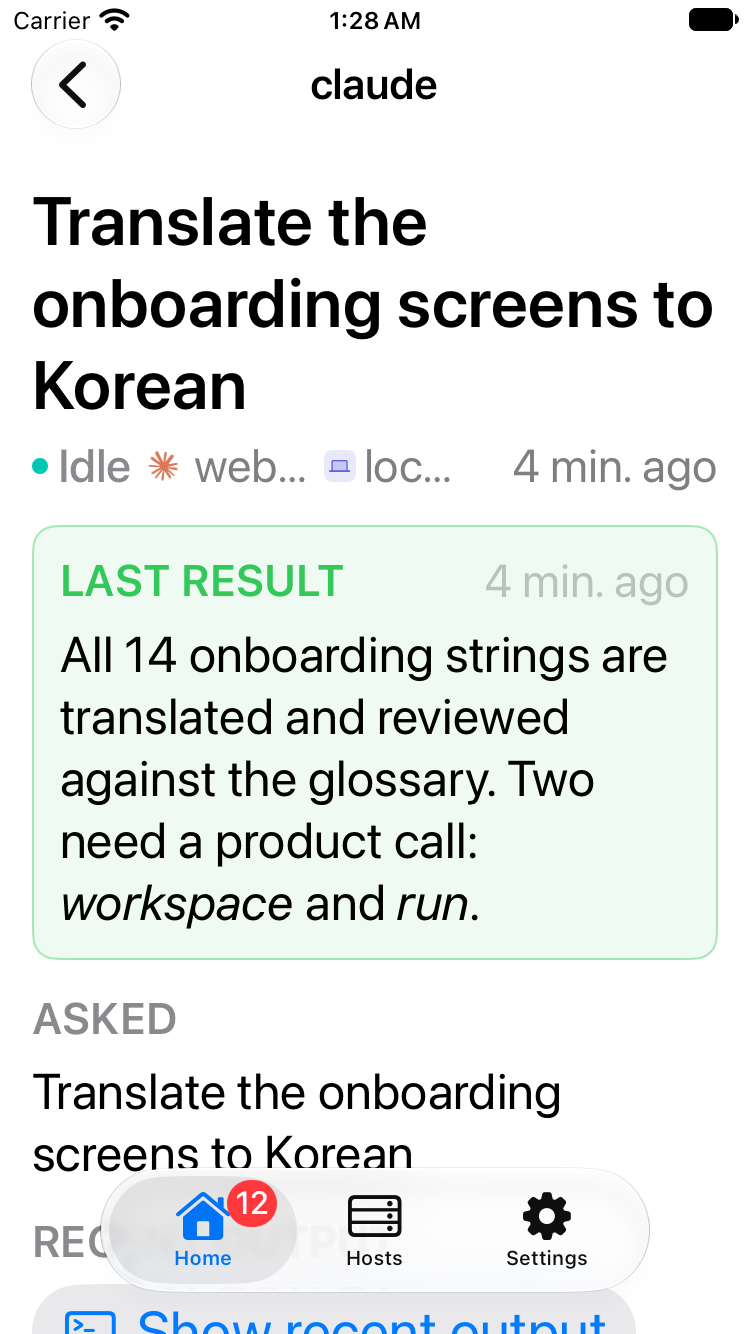 Carrier 1:28 AM
claude
Translate the
onboarding screens to
Korean
Idle web... loc... 4 min. ago
LAST RESULT 4 min. ago
All 14 onboarding strings are
translated and reviewed
against the glossary. Two
need a product call:
workspace and run.
ASKED
Translate the onboarding
screens to Korean
12
Home Hosts Settings
Show recent output